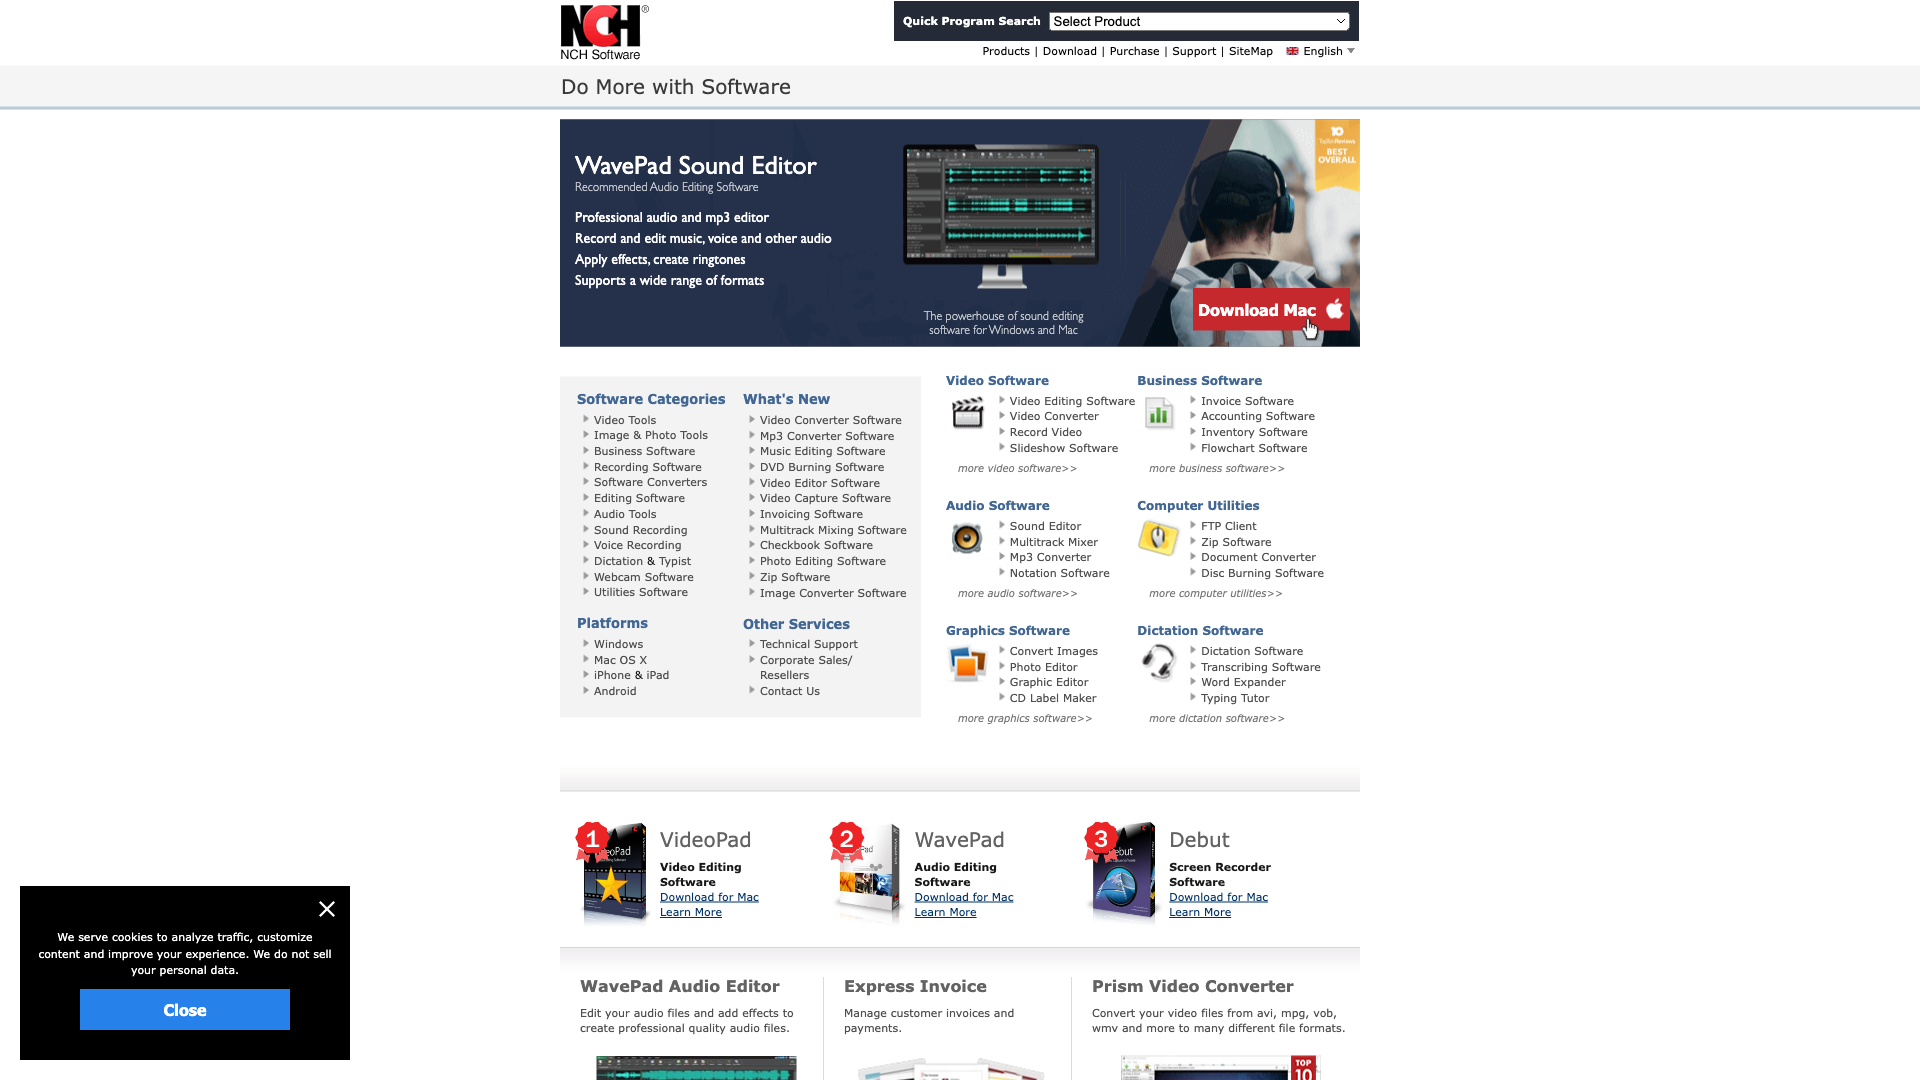 NCH®
NCH Software
Quick Program Search Select Product
Products | Download | Purchase | Support | SiteMap English
Do More with Software
WavePad Sound Editor
Recommended Audio Editing Software
Professional audio and mp3 editor
Record and edit music, voice and other audio
Apply effects, create ringtones
Supports a wide range of formats
The powerhouse of sound editing
software for Windows and Mac
BEST
OVERALL
Download Mac
Software Categories
Video Tools
Image & Photo Tools
Business Software
Recording Software
Software Converters
Editing Software
Audio Tools
Sound Recording
Voice Recording
Dictation & Typist
Webcam Software
Utilities Software
Platforms
Windows
Mac OS X
iPhone & iPad
Android
What's New
Video Converter Software
Mp3 Converter Software
Music Editing Software
DVD Burning Software
Video Editor Software
Video Capture Software
Invoicing Software
Multitrack Mixing Software
Checkbook Software
Photo Editing Software
Zip Software
Image Converter Software
Other Services
Technical Support
Corporate Sales/
Resellers
Contact Us
Video Software
Video Editing Software
Video Converter
Record Video
Slideshow Software
more video software>>
Business Software
Invoice Software
Accounting Software
Inventory Software
Flowchart Software
more business software>>
Audio Software
Sound Editor
Multitrack Mixer
Mp3 Converter
Notation Software
more audio software>>
Computer Utilities
FTP Client
Zip Software
Document Converter
Disc Burning Software
more computer utilities>>
Graphics Software
Convert Images
Photo Editor
Graphic Editor
CD Label Maker
more graphics software>>
Dictation Software
Dictation Software
Transcribing Software
Word Expander
Typing Tutor
more dictation software>>
1
VideoPad
Video Editing
Software
Download for Mac
Learn More
2
WavePad
Audio Editing
Software
Download for Mac
Learn More
3
Debut
Screen Recorder
Software
Download for Mac
Learn More
WavePad Audio Editor
Edit your audio files and add effects to
create professional quality audio files.
Express Invoice
Manage customer invoices and
payments.
Prism Video Converter
Convert your video files from avi, mpg, vob,
wmv and more to many different file formats.
TOP
10
We serve cookies to analyze traffic, customize
content and improve your experience. We do not sell
your personal data.
Close